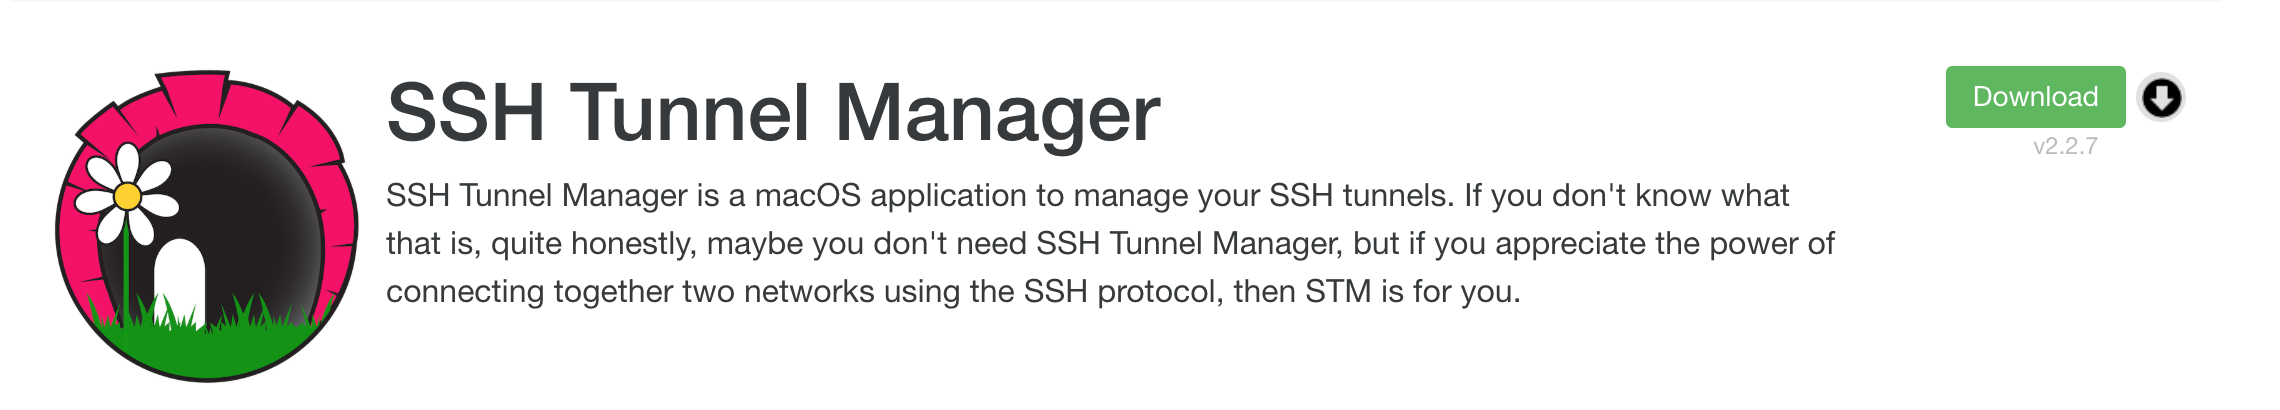 SSH Tunnel Manager
Download
v2.2.7
SSH Tunnel Manager is a macOS application to manage your SSH tunnels. If you don't know what
that is, quite honestly, maybe you don't need SSH Tunnel Manager, but if you appreciate the power of
connecting together two networks using the SSH protocol, then STM is for you.